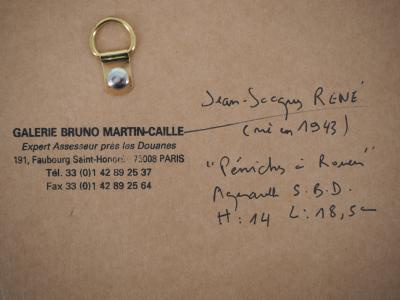 GALERIE BRUNO MARTIN-CAILLE
Expert Assesseur près les Douanes
191, Faubourg Saint-Honoré 75008 PARIS
Tél. 33 (0)1 42 89 25 37
Fax 33 (0)1 42 89 25 64
Jean-Jacques RENÉ
(né en 1943)
"Péniches à Rouen"
Aquarelle S.B.D.
H: 14 L: 18,5 cm